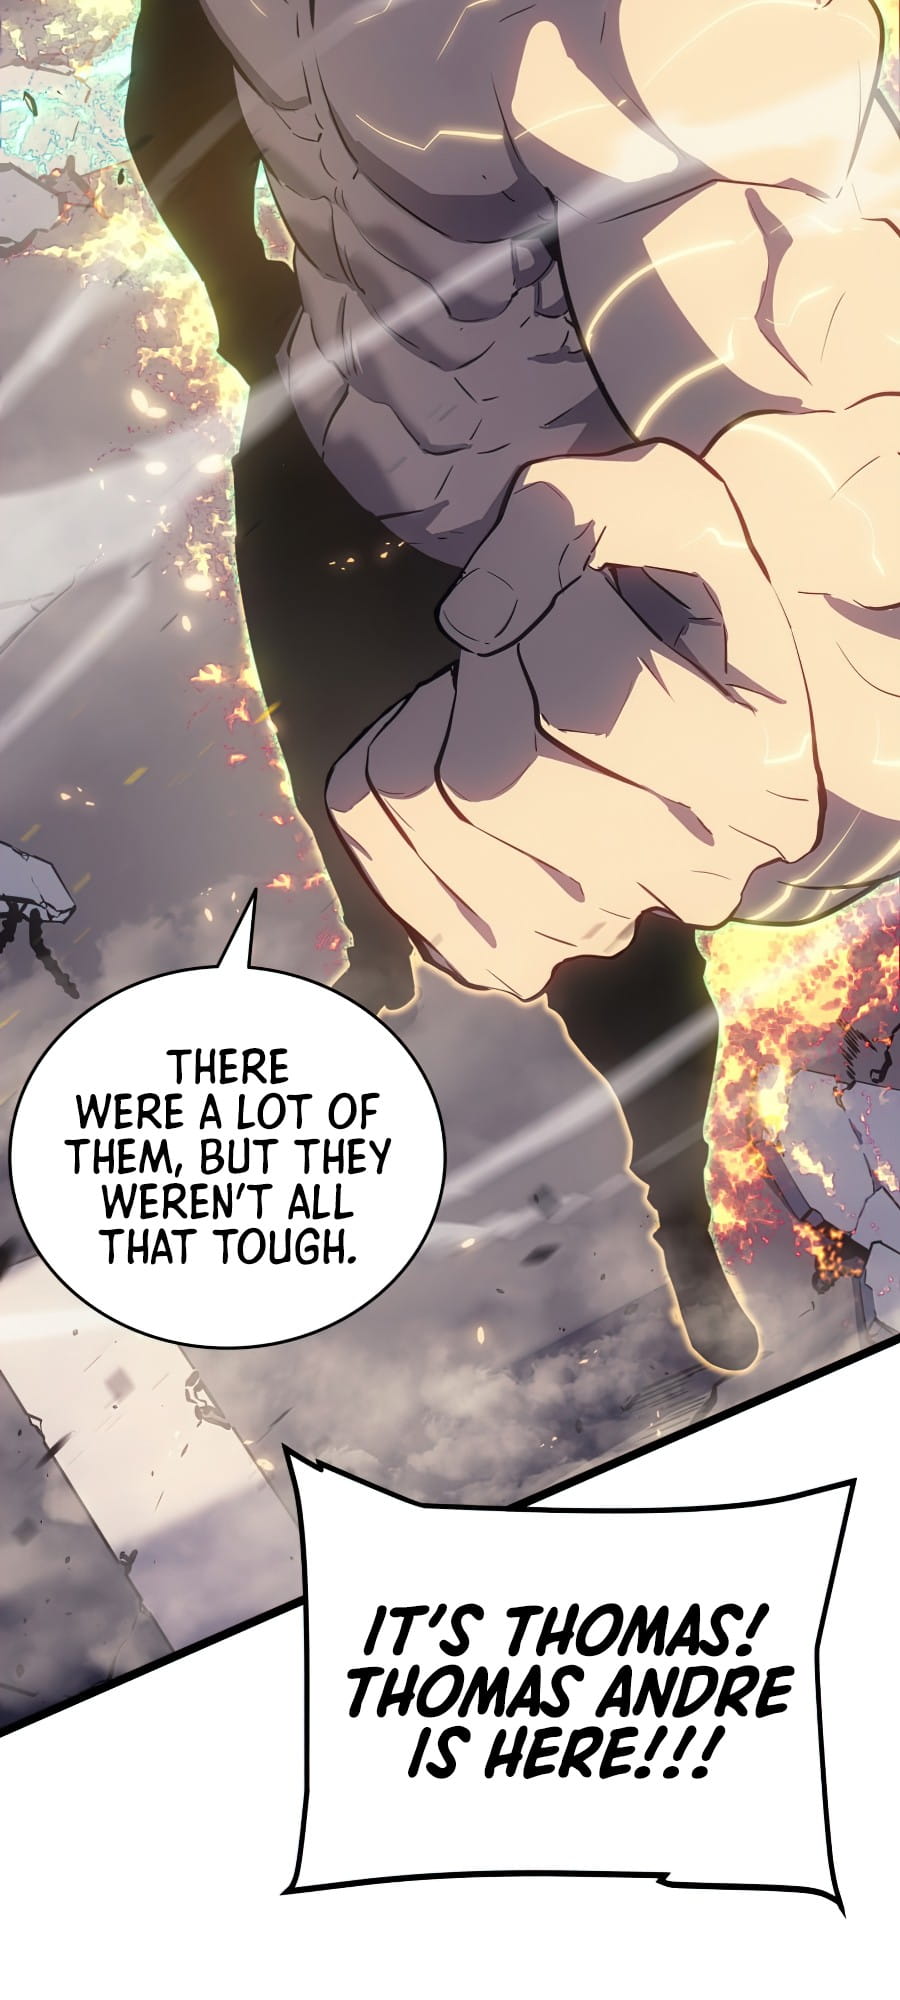 THERE
WERE A LOT OF
THEM, BUT THEY
WEREN'T ALL
THAT TOUGH.
IT'S THOMAS!
THOMAS ANDRE
IS HERE!!!